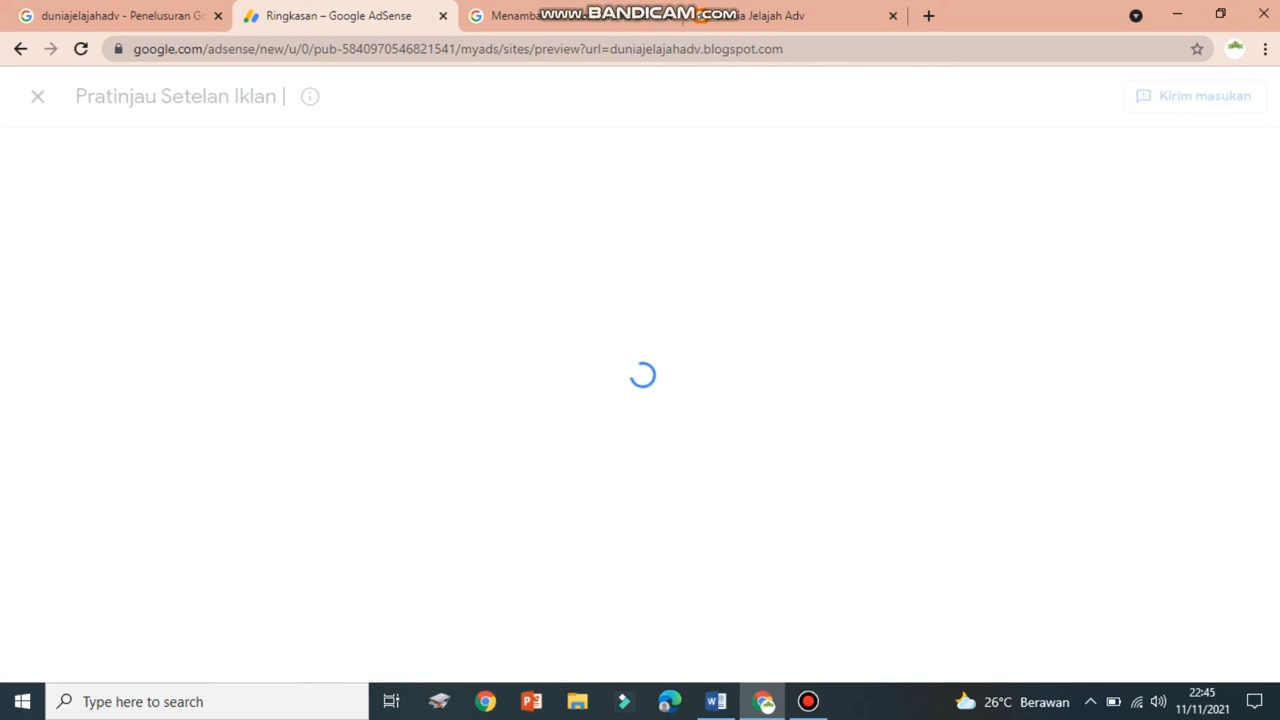 duniajelajahadv - Penelusuran Go
Ringkasan – Google AdSense
Menamba
a Jelajah Adv
www.BANDICAM.com
google.com/adsense/new/u/0/pub-5840970546821541/myads/sites/preview?url=duniajelajahadv.blogspot.com
Pratinjau Setelan Iklan |
Kirim masukan
Type here to search
26°C Berawan
22:45
11/11/2021